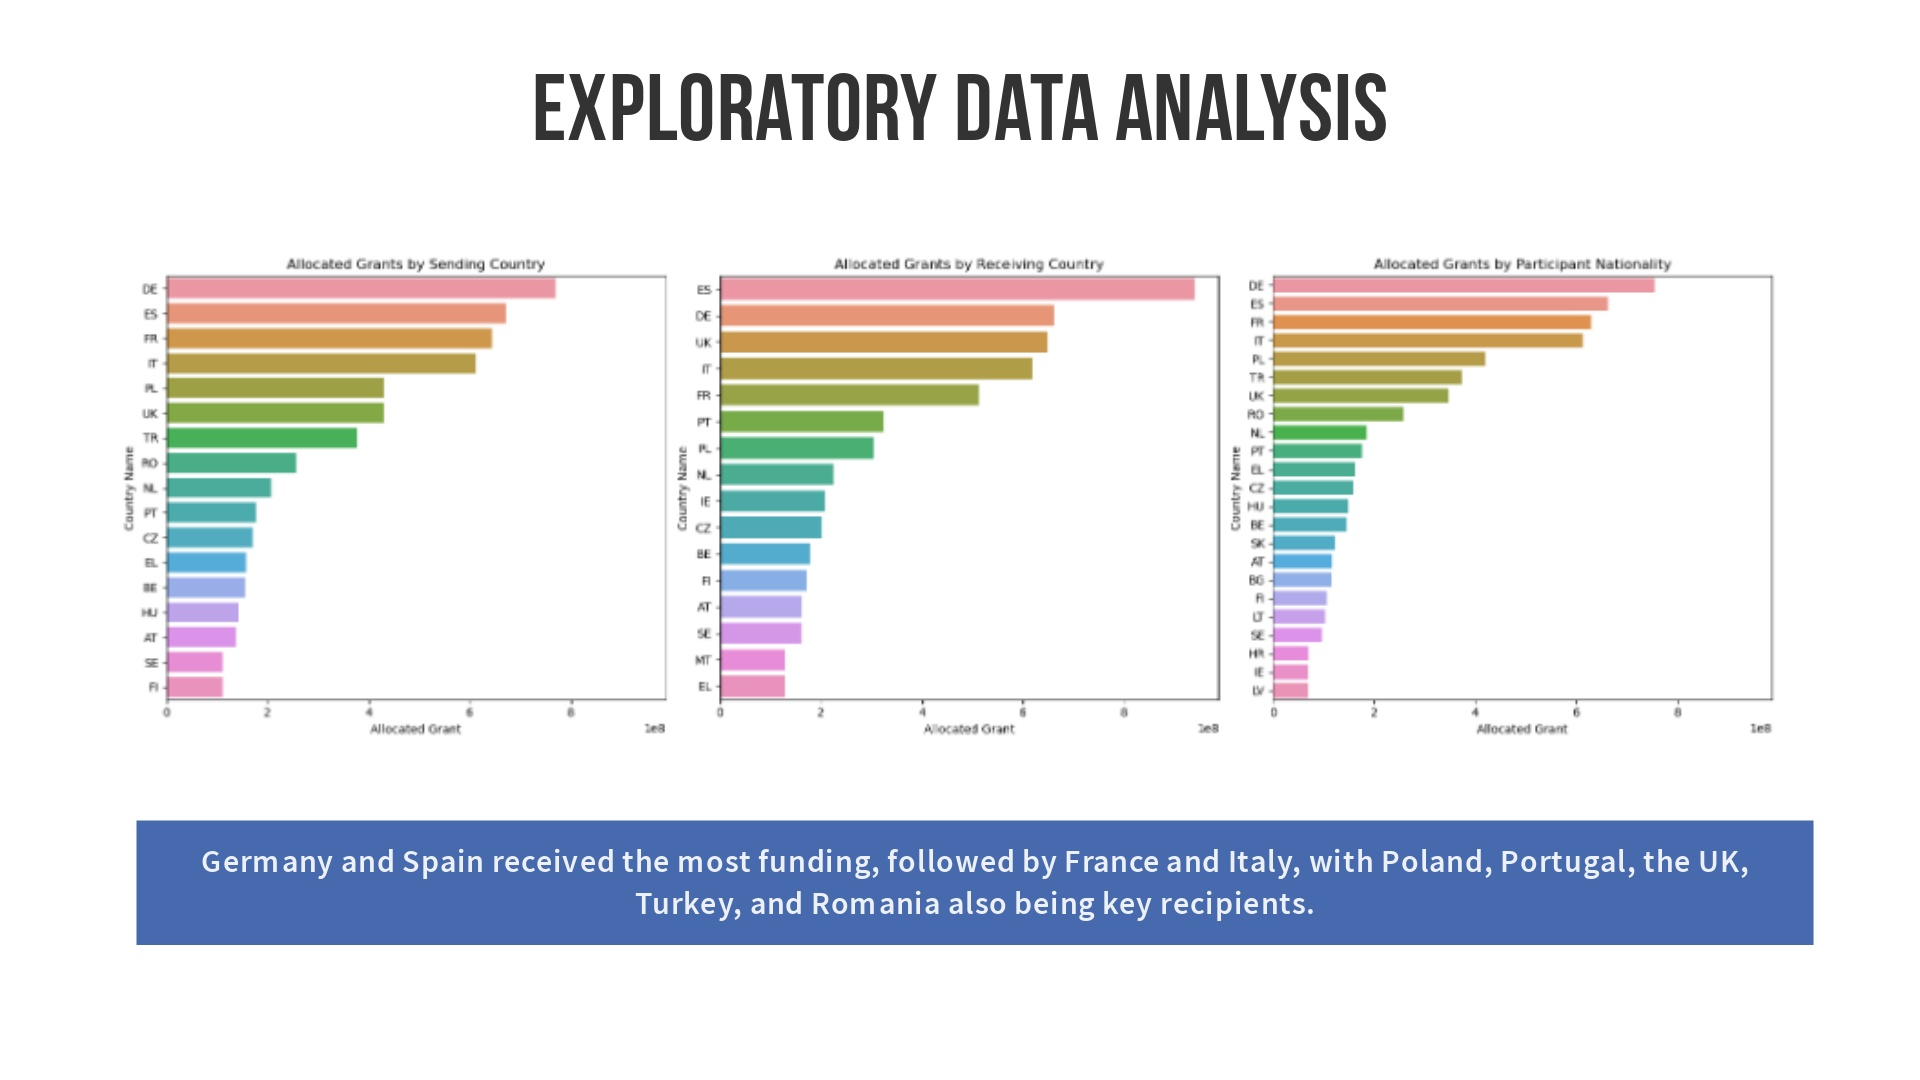 EXPLORATORY DATA ANALYSIS
Allocated Grants by Sending Country
Country Name
DE
ES
FR
IT
PL
UK
TR
RO
NL
PT
CZ
EL
BE
HU
AT
SE
FI
0 2 4 6 8
Allocated Grant
1e8
Allocated Grants by Receiving Country
Country Name
ES
DE
UK
IT
FR
PT
PL
NL
IE
CZ
BE
FI
AT
SE
MT
EL
0 2 4 6 8
Allocated Grant
1e8
Allocated Grants by Participant Nationality
Country Name
DE
ES
FR
IT
PL
TR
UK
RO
NL
PT
EL
CZ
HU
BE
SK
AT
BG
FI
LT
SE
HR
IE
LV
0 2 4 6 8
Allocated Grant
1e8
Germany and Spain received the most funding, followed by France and Italy, with Poland, Portugal, the UK,
Turkey, and Romania also being key recipients.